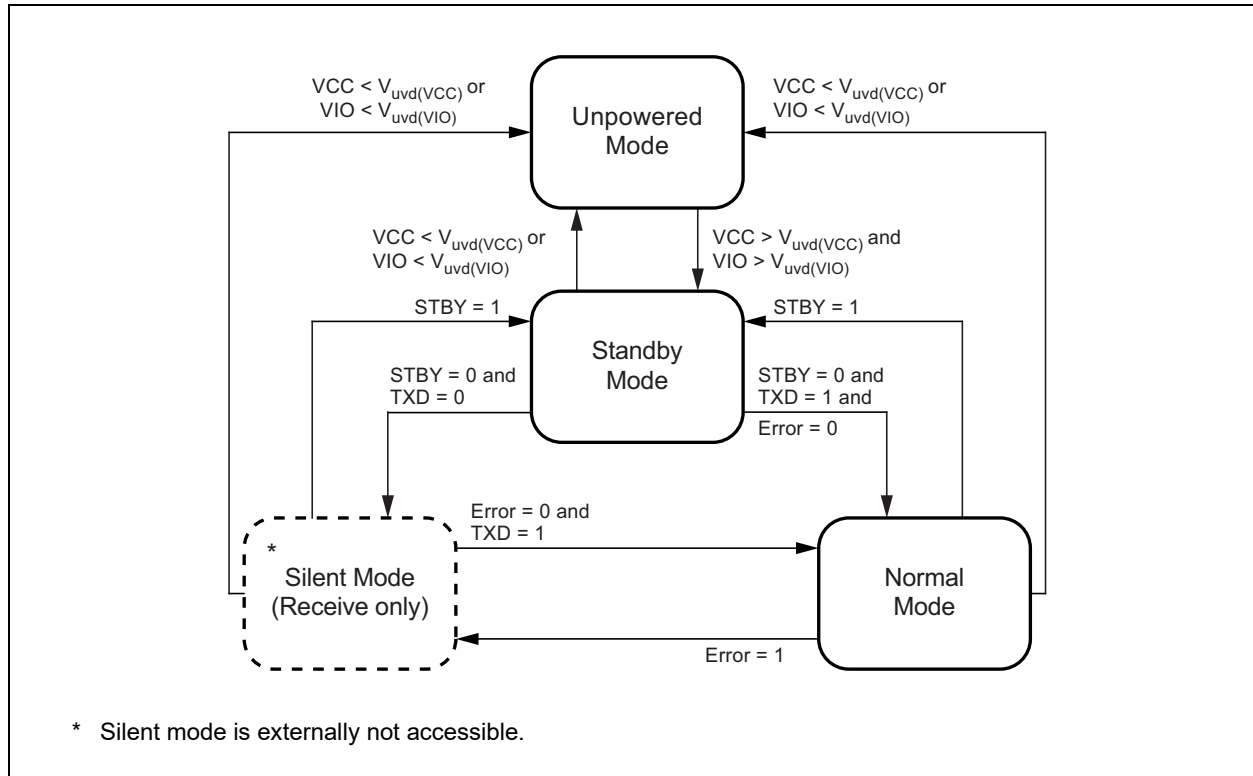 VCC < Vuvd(VCC) or
VIO < Vuvd(VIO)
Unpowered
Mode
VCC < Vuvd(VCC) or
VIO < Vuvd(VIO)
VCC < Vuvd(VCC) or
VIO < Vuvd(VIO)
VCC > Vuvd(VCC) and
VIO > Vuvd(VIO)
STBY = 1
STBY = 1
Standby
Mode
STBY = 0 and
TXD = 0
STBY = 0 and
TXD = 1 and
Error = 0
Error = 0 and
TXD = 1
*
Silent Mode
(Receive only)
Normal
Mode
Error = 1
* Silent mode is externally not accessible.